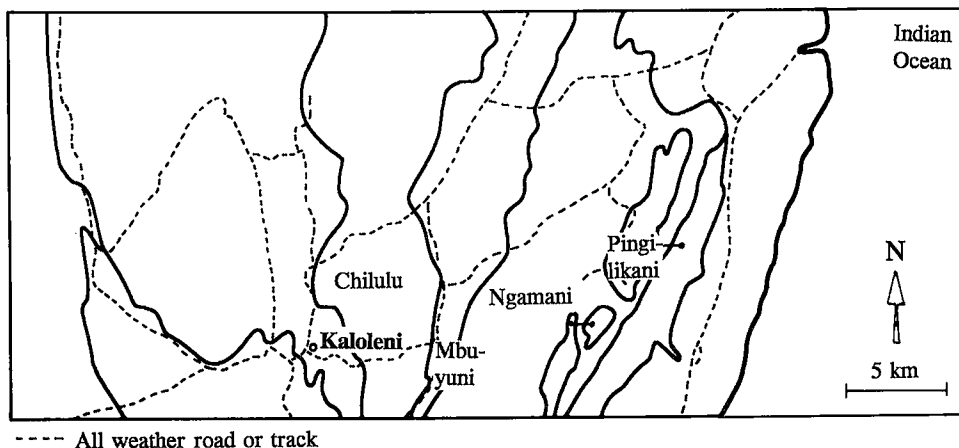 Indian
Ocean
Pingi-
likani
N
Chilulu
Ngamani
Kaloleni
Mbu-
yuni
5 km
All weather road or track